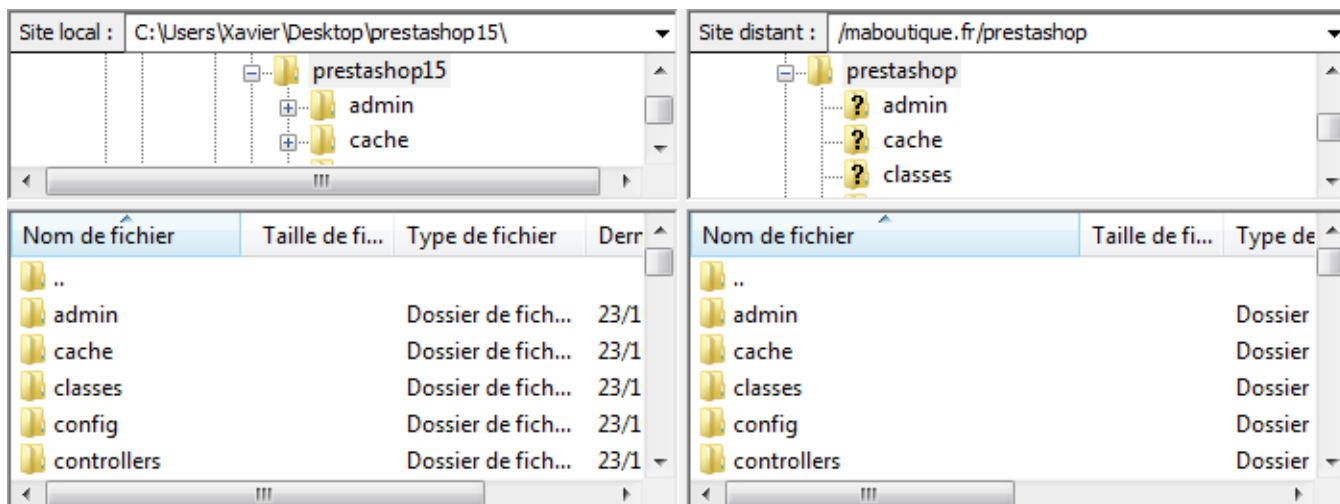 Site local : C:\Users\Xavier\Desktop\prestashop15\
prestashop15
admin
cache
Site distant : /maboutique.fr/prestashop
prestashop
admin
cache
classes
Nom de fichier Taille de fi... Type de fichier Dern
..
admin Dossier de fich... 23/1
cache Dossier de fich... 23/1
classes Dossier de fich... 23/1
config Dossier de fich... 23/1
controllers Dossier de fich... 23/1
Nom de fichier Taille de fi... Type de
..
admin Dossier
cache Dossier
classes Dossier
config Dossier
controllers Dossier